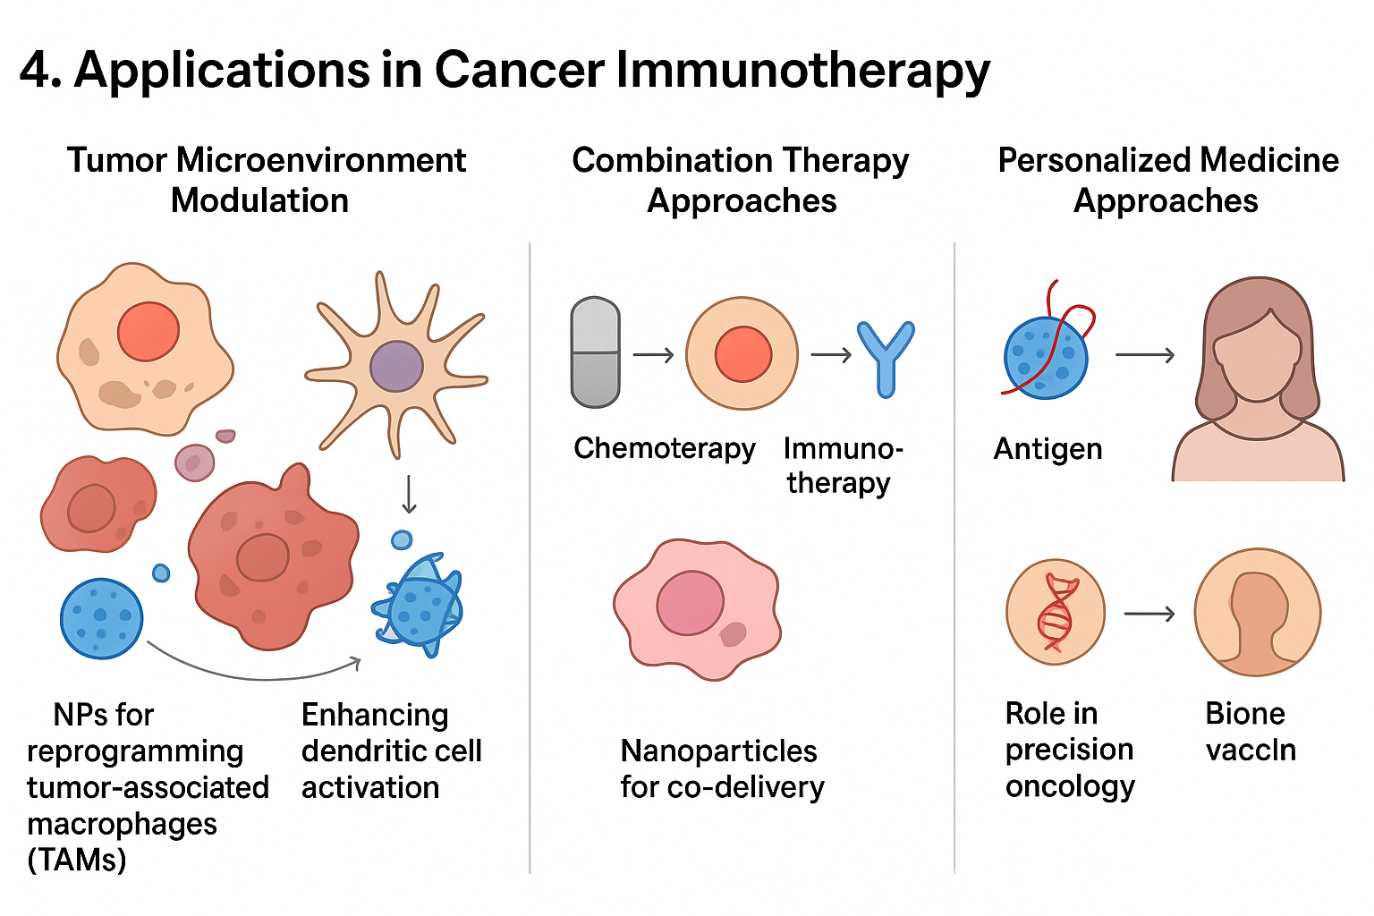 4. Applications in Cancer Immunotherapy
Tumor Microenvironment
Modulation
NPs for
reprogramming
tumor-associated
macrophages
(TAMs)
Enhancing
dendritic cell
activation
Combination Therapy
Approaches
Chemoterapy
Immuno-
therapy
Nanoparticles
for co-delivery
Personalized Medicine
Approaches
Antigen
Role in
precision
oncology
Bione
vaccln